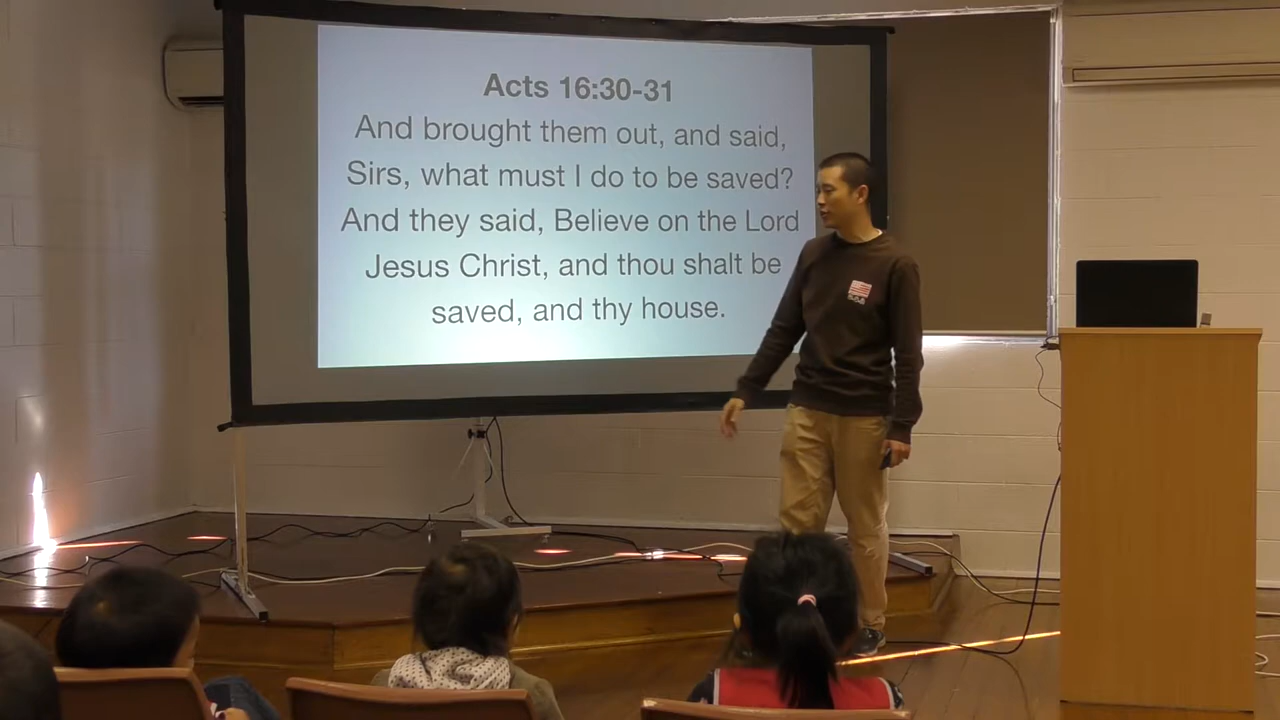 Acts 16:30-31
And brought them out, and said,
Sirs, what must I do to be saved?
And they said, Believe on the Lord
Jesus Christ, and thou shalt be
saved, and thy house.